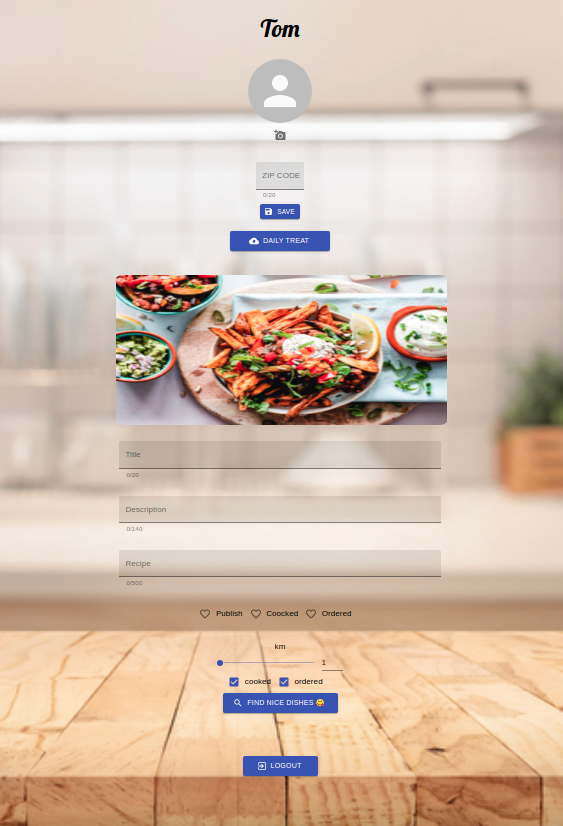 Tom
ZIP CODE
0/20
SAVE
DAILY TREAT
Title
0/20
Description
0/140
Recipe
0/500
Publish Coocked Ordered
km
1
cooked ordered
FIND NICE DISHES 😋
LOGOUT